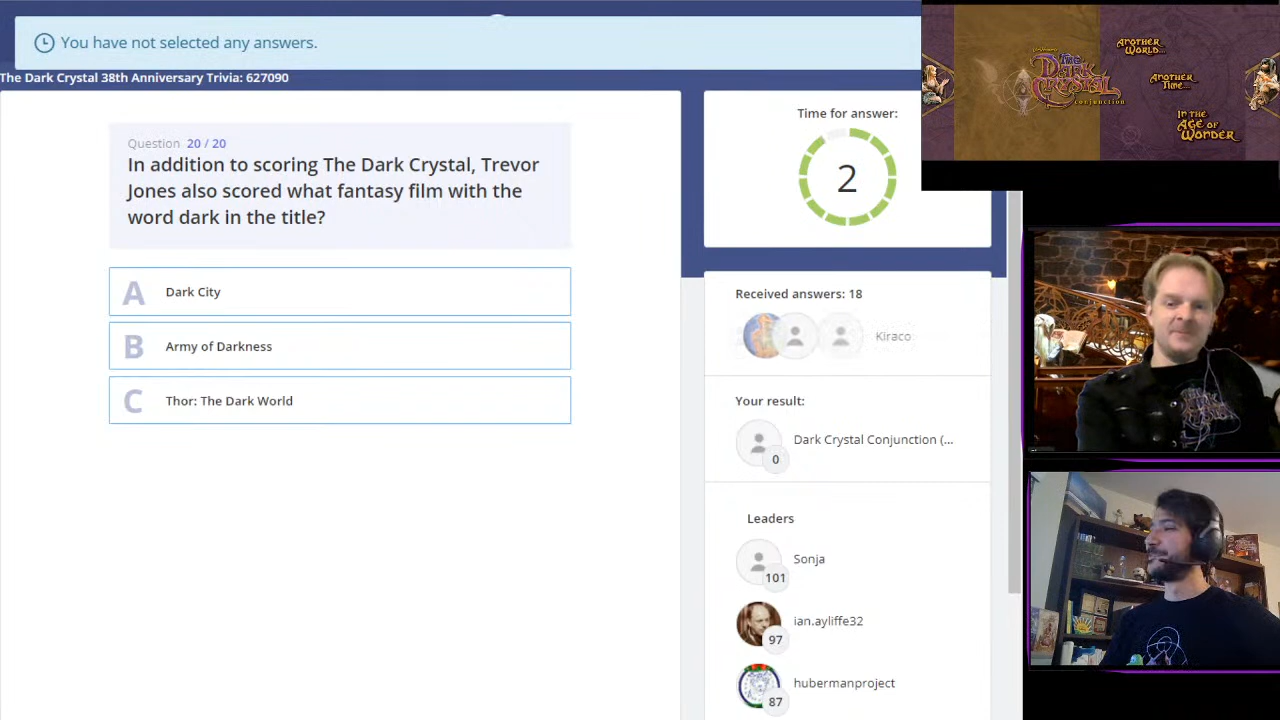 You have not selected any answers.
The Dark Crystal 38th Anniversary Trivia: 627090
Question 20 / 20
In addition to scoring The Dark Crystal, Trevor
Jones also scored what fantasy film with the
word dark in the title?
A Dark City
B Army of Darkness
C Thor: The Dark World
Time for answer:
2
Received answers: 18
Kiraco
Your result:
Dark Crystal Conjunction (...
0
Leaders
Sonja
101
ian.ayliffe32
97
hubermanproject
87
The
Dark
Crystal
conjunction
Another
World...
Another
Time...
In the
Age of
Wonder